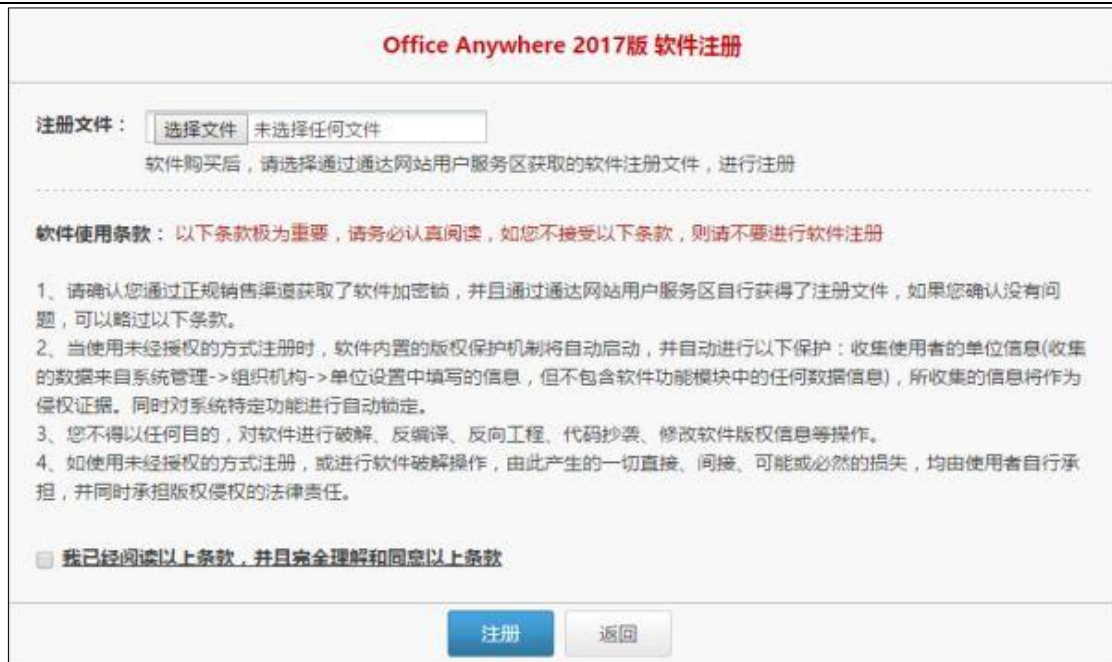 Office Anywhere 2017版 软件注册
注册文件： 选择文件 未选择任何文件
软件购买后，请选择通过通达网站用户服务区获取的软件注册文件，进行注册
软件使用条款： 以下条款极为重要，请务必认真阅读，如您不接受以下条款，则请不要进行软件注册
1、请确认您通过正规销售渠道获取了软件加密锁，并且通过通达网站用户服务区自行获得了注册文件，如果您确认没有问
题，可以略过以下条款。
2、当使用未经授权的方式注册时，软件内置的版权保护机制将自动启动，并自动进行以下保护：收集使用者的单位信息(收集
的数据来自系统管理->组织机构->单位设置中填写的信息，但不包含软件功能模块中的任何数据信息)，所收集的信息将作为
侵权证据。同时对系统特定功能进行自动锁定。
3、您不得以任何目的，对软件进行破解、反编译、反向工程、代码抄袭、修改软件版权信息等操作。
4、如使用未经授权的方式注册，或进行软件破解操作，由此产生的一切直接、间接、可能或必然的损失，均由使用者自行承
担，并同时承担版权侵权的法律责任。
我已经阅读以上条款，并且完全理解和同意以上条款
注册 返回